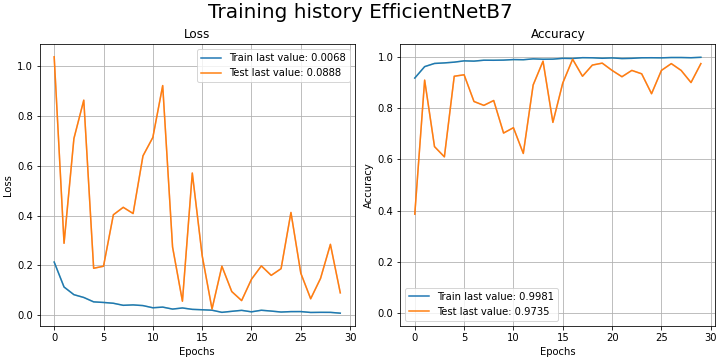 Training history EfficientNetB7
Loss
Train last value: 0.0068
Test last value: 0.0888
1.0
0.8
0.6
0.4
0.2
0.0
Loss
0 5 10 15 20 25 30
Epochs
Accuracy
1.0
0.8
0.6
0.4
0.2
0.0
Accuracy
Train last value: 0.9981
Test last value: 0.9735
0 5 10 15 20 25 30
Epochs